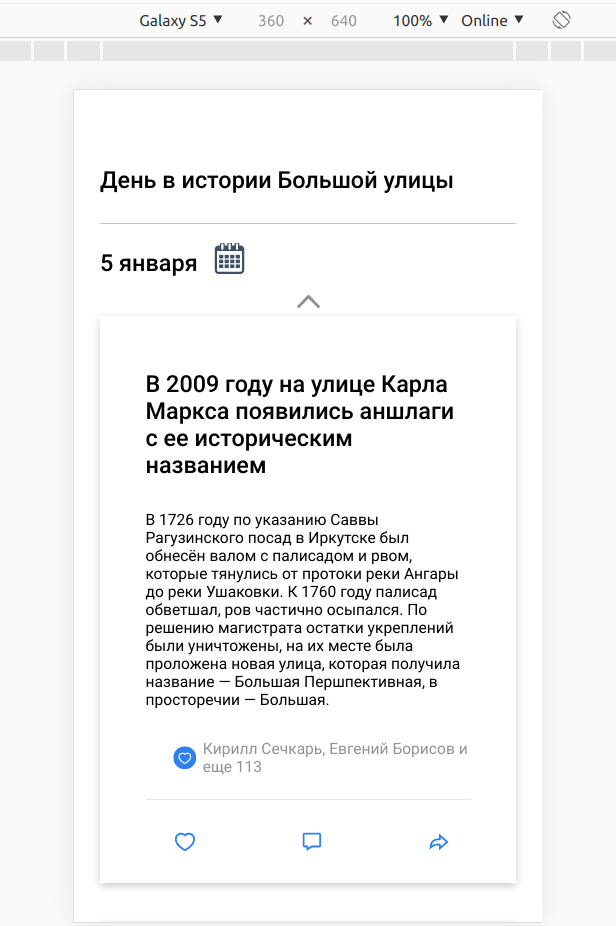 Galaxy S5 ▼ 360 × 640 100% ▼ Online ▼
День в истории Большой улицы
5 января
В 2009 году на улице Карла
Маркса появились аншлаги
с ее историческим
названием
В 1726 году по указанию Саввы
Рагузинского посад в Иркутске был
обнесён валом с палисадом и рвом,
которые тянулись от протоки реки Ангары
до реки Ушаковки. К 1760 году палисад
обветшал, ров частично осыпался. По
решению магистрата остатки укреплений
были уничтожены, на их месте была
проложена новая улица, которая получила
название — Большая Першпективная, в
просторечии — Большая.
Кирилл Сечкарь, Евгений Борисов и
еще 113